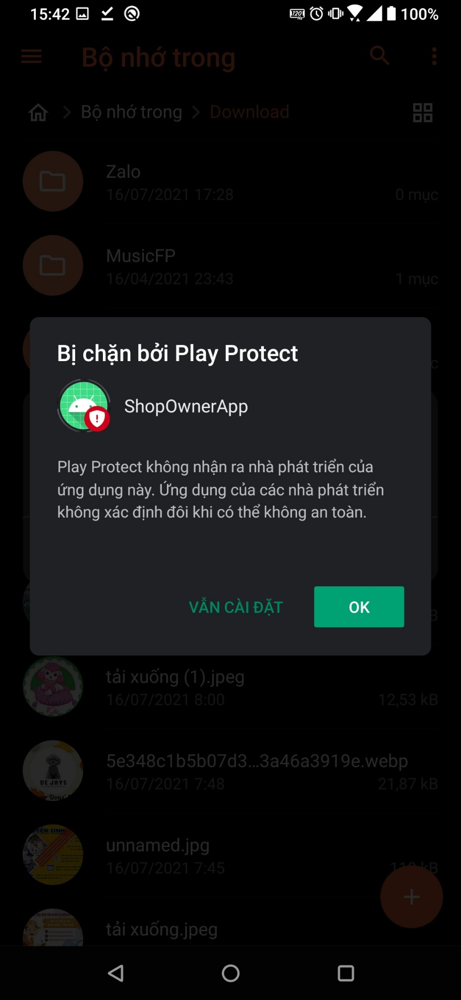 15:42 120Hz 100%
Bộ nhớ trong
Bộ nhớ trong Download
Zalo
16/07/2021 17:28 0 mục
MusicFP
16/04/2021 23:43 1 mục
c
Bị chặn bởi Play Protect
ShopOwnerApp
Play Protect không nhận ra nhà phát triển của
ứng dụng này. Ứng dụng của các nhà phát triển
không xác định đôi khi có thể không an toàn.
VẪN CÀI ĐẶT OK
B
tải xuống (1).jpeg
16/07/2021 8:00 12,53 kB
5e348c1b5b07d3...3a46a3919e.webp
16/07/2021 7:48 21,87 kB
DE JAYS
unnamed.jpg
16/07/2021 7:45 kB
tải xuống.jpeg